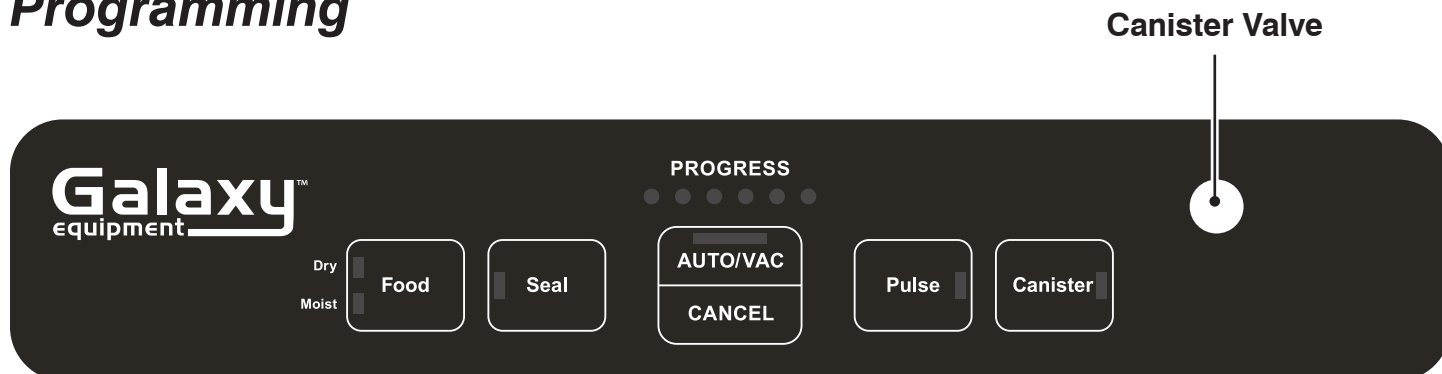 Programming
Canister Valve
Galaxy™
equipment
PROGRESS
Dry
Moist
Food
Seal
AUTO/VAC
CANCEL
Pulse
Canister